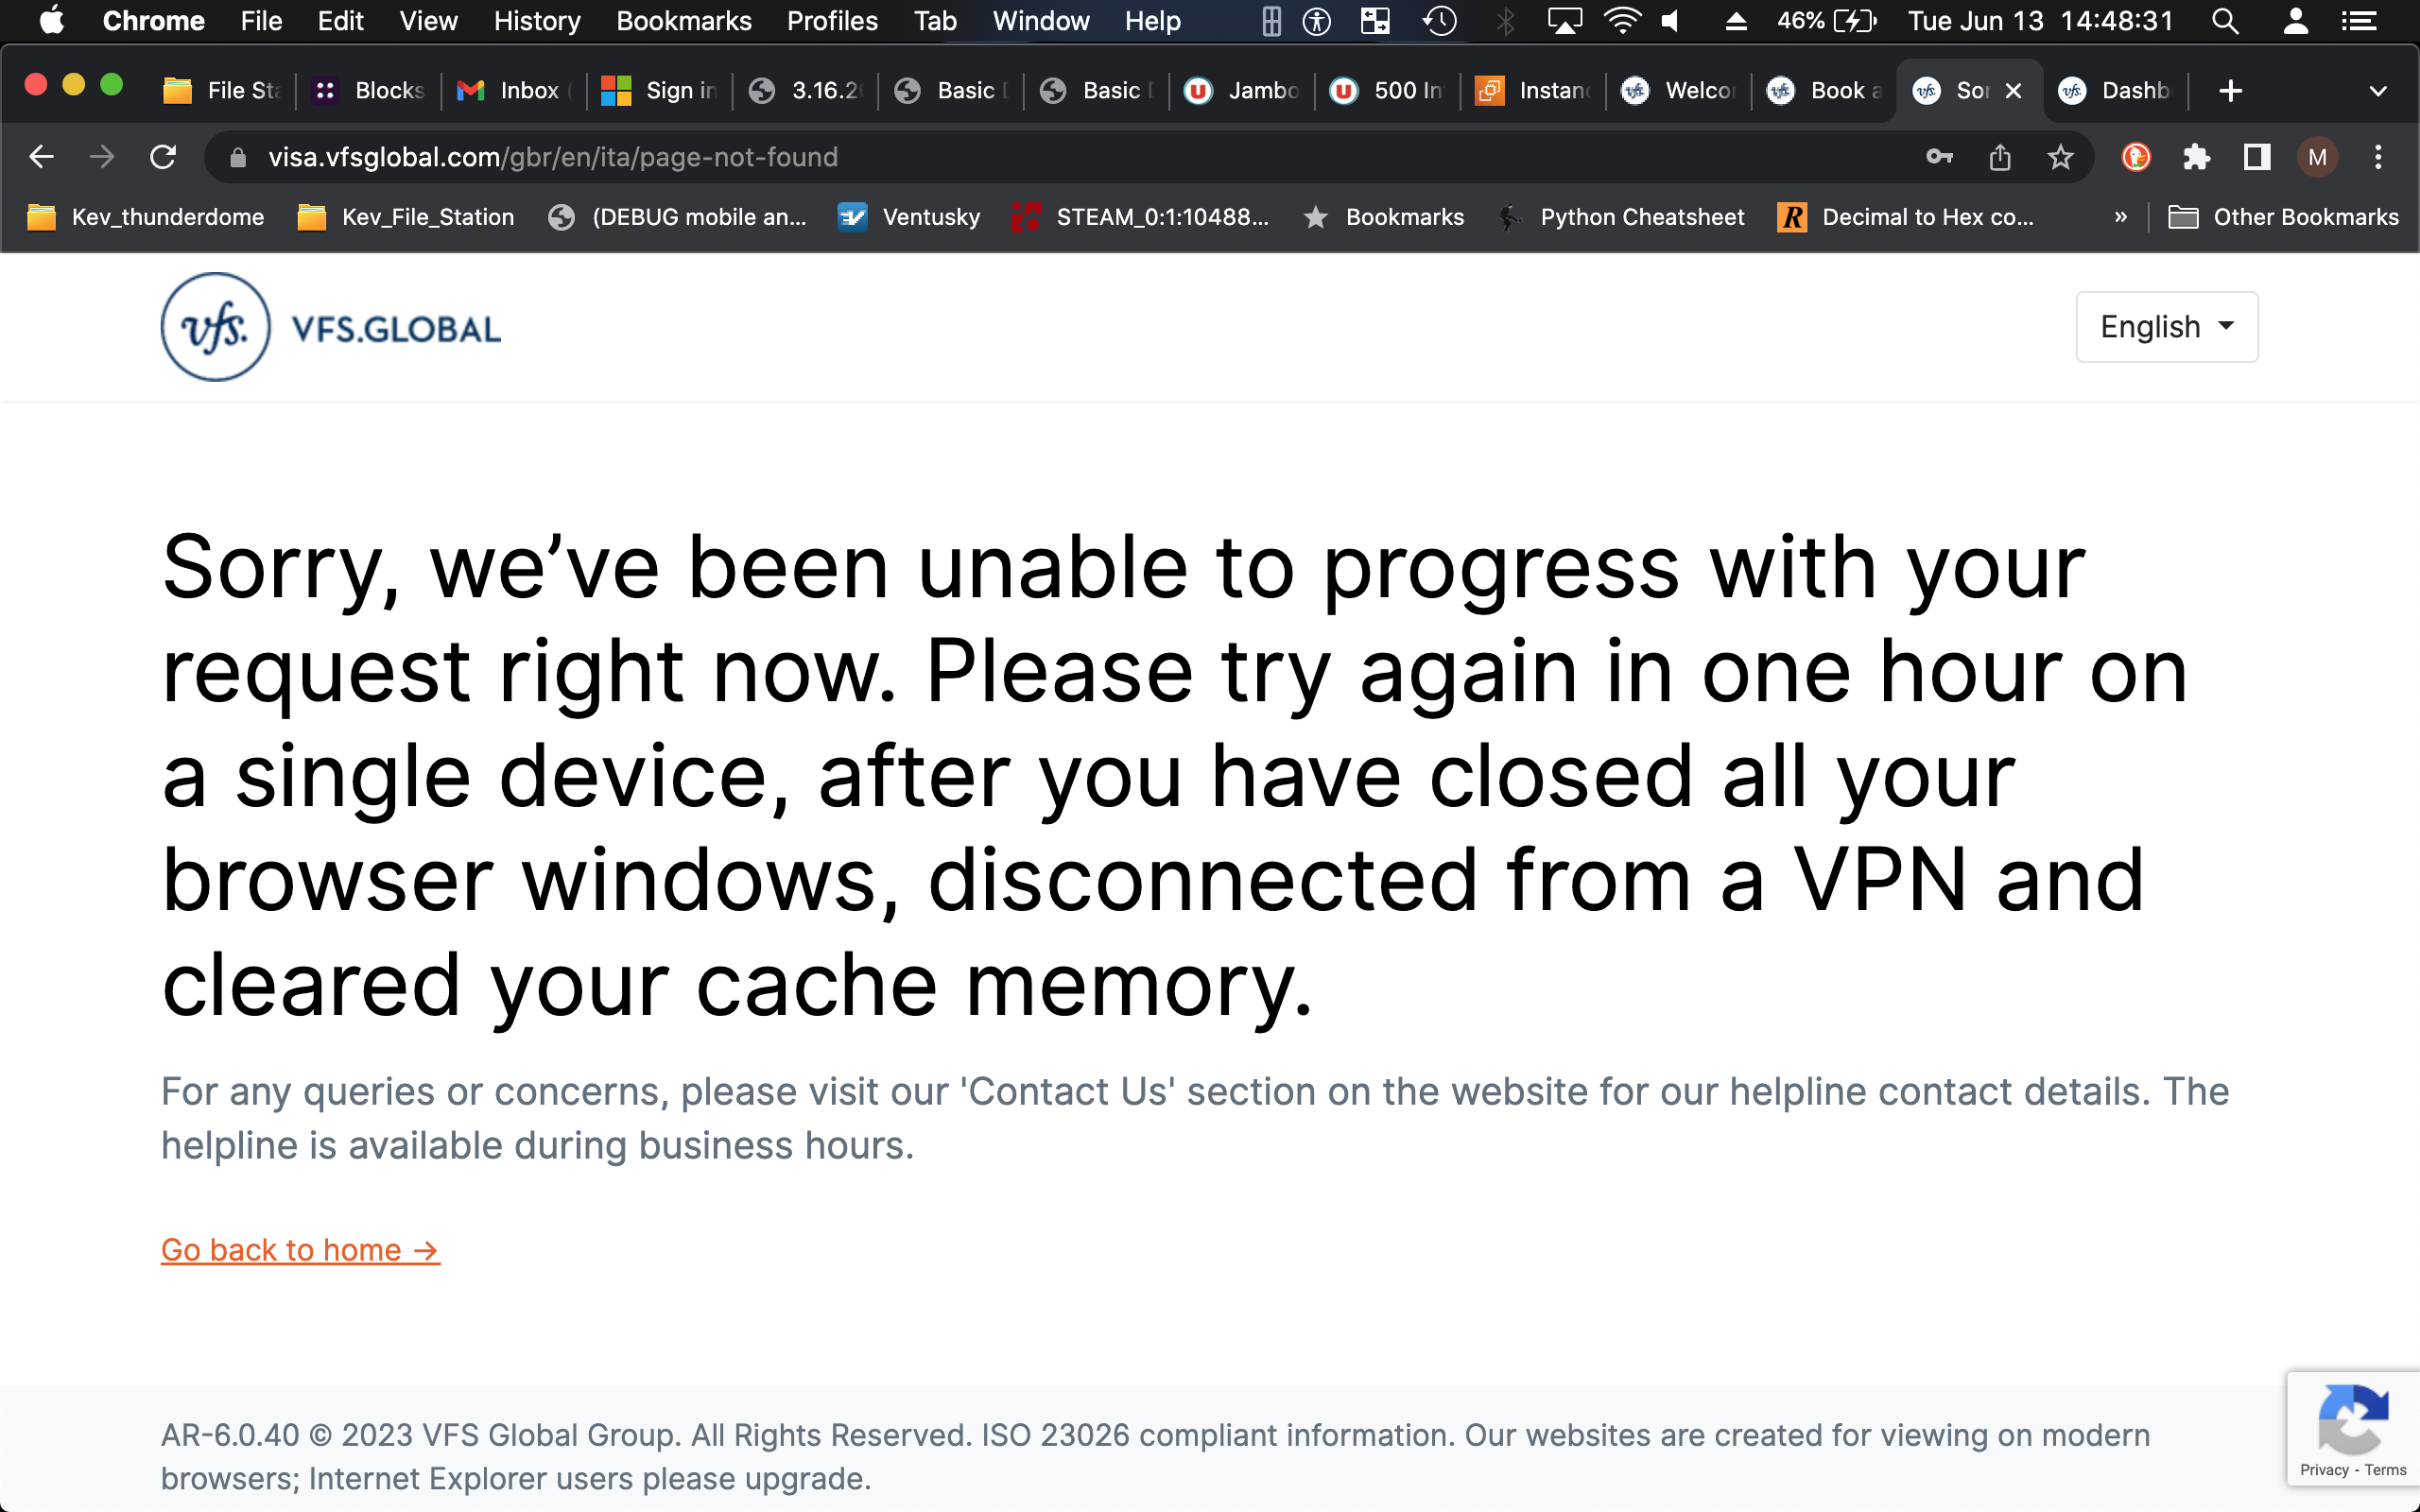 Chrome File Edit View History Bookmarks Profiles Tab Window Help 46% Tue Jun 13 14:48:31
File Sta Blocks Inbox ( Sign in 3.16.2 Basic Basic Jambo 500 In Instan Welco Book a Sor Dashb
visa.vfsglobal.com/gbr/en/ita/page-not-found M
Kev_thunderdome Kev_File_Station (DEBUG mobile an... Ventusky STEAM_0:1:10488... Bookmarks Python Cheatsheet R Decimal to Hex co... » Other Bookmarks
vfs. VFS.GLOBAL English
Sorry, we’ve been unable to progress with your
request right now. Please try again in one hour on
a single device, after you have closed all your
browser windows, disconnected from a VPN and
cleared your cache memory.
For any queries or concerns, please visit our 'Contact Us' section on the website for our helpline contact details. The
helpline is available during business hours.
Go back to home →
AR-6.0.40 © 2023 VFS Global Group. All Rights Reserved. ISO 23026 compliant information. Our websites are created for viewing on modern
browsers; Internet Explorer users please upgrade.
Privacy - Terms